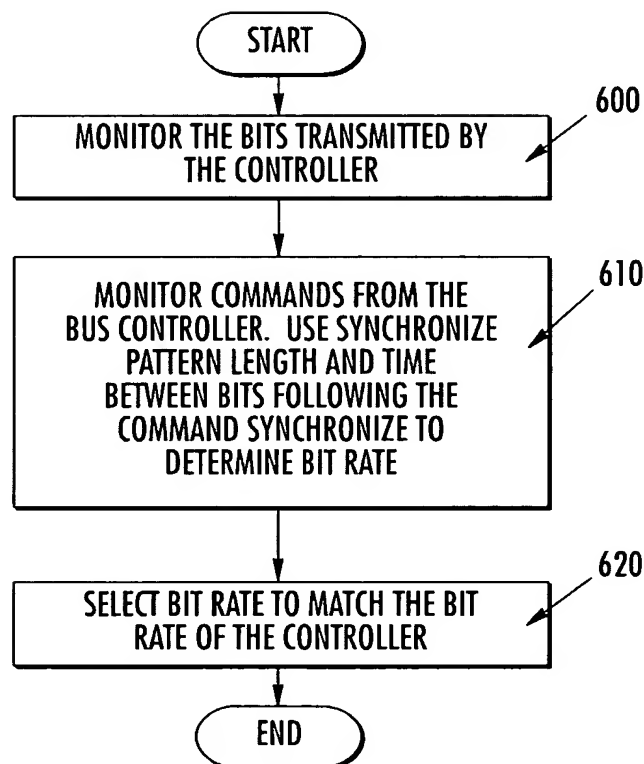 START
600
MONITOR THE BITS TRANSMITTED BY
THE CONTROLLER
610
MONITOR COMMANDS FROM THE
BUS CONTROLLER. USE SYNCHRONIZE
PATTERN LENGTH AND TIME
BETWEEN BITS FOLLOWING THE
COMMAND SYNCHRONIZE TO
DETERMINE BIT RATE
620
SELECT BIT RATE TO MATCH THE BIT
RATE OF THE CONTROLLER
END